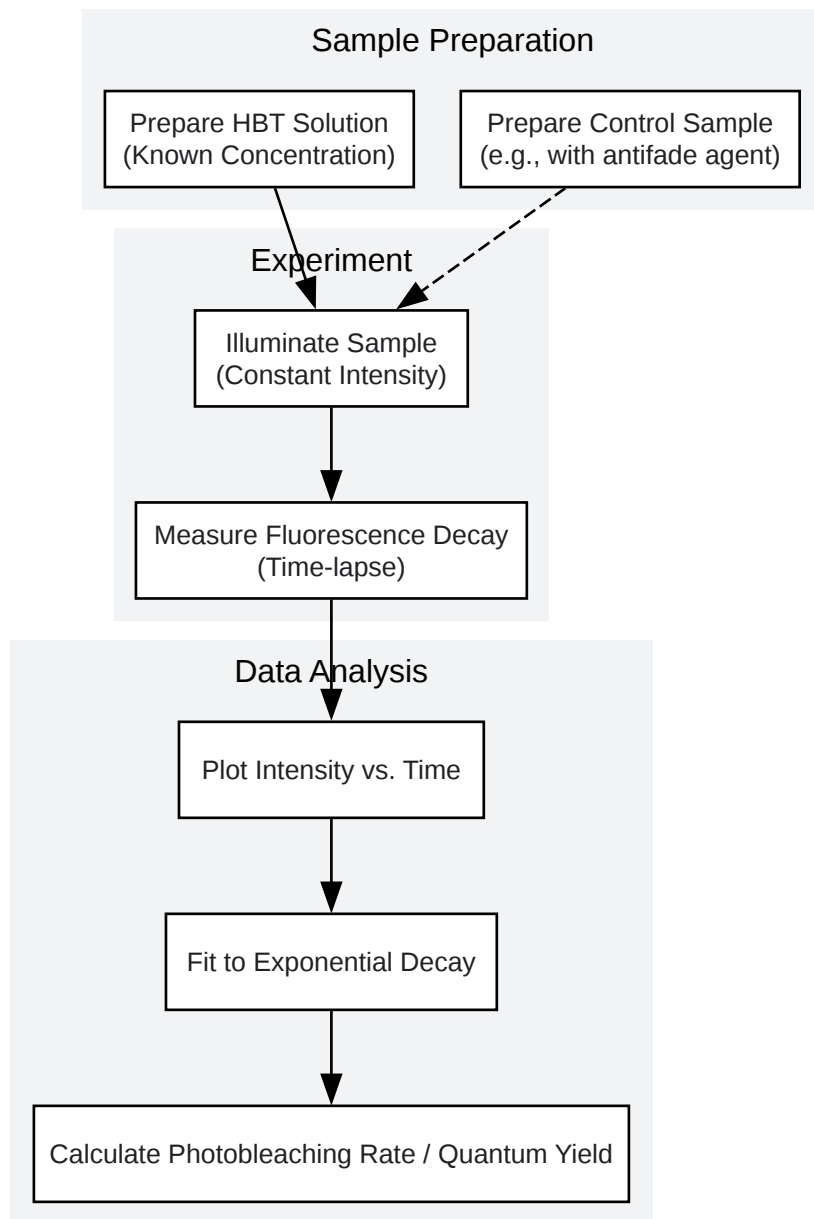 Sample Preparation
Prepare HBT Solution
(Known Concentration)
Prepare Control Sample
(e.g., with antifade agent)
Experiment
Illuminate Sample
(Constant Intensity)
Measure Fluorescence Decay
(Time-lapse)
Data Analysis
Plot Intensity vs. Time
Fit to Exponential Decay
Calculate Photobleaching Rate / Quantum Yield